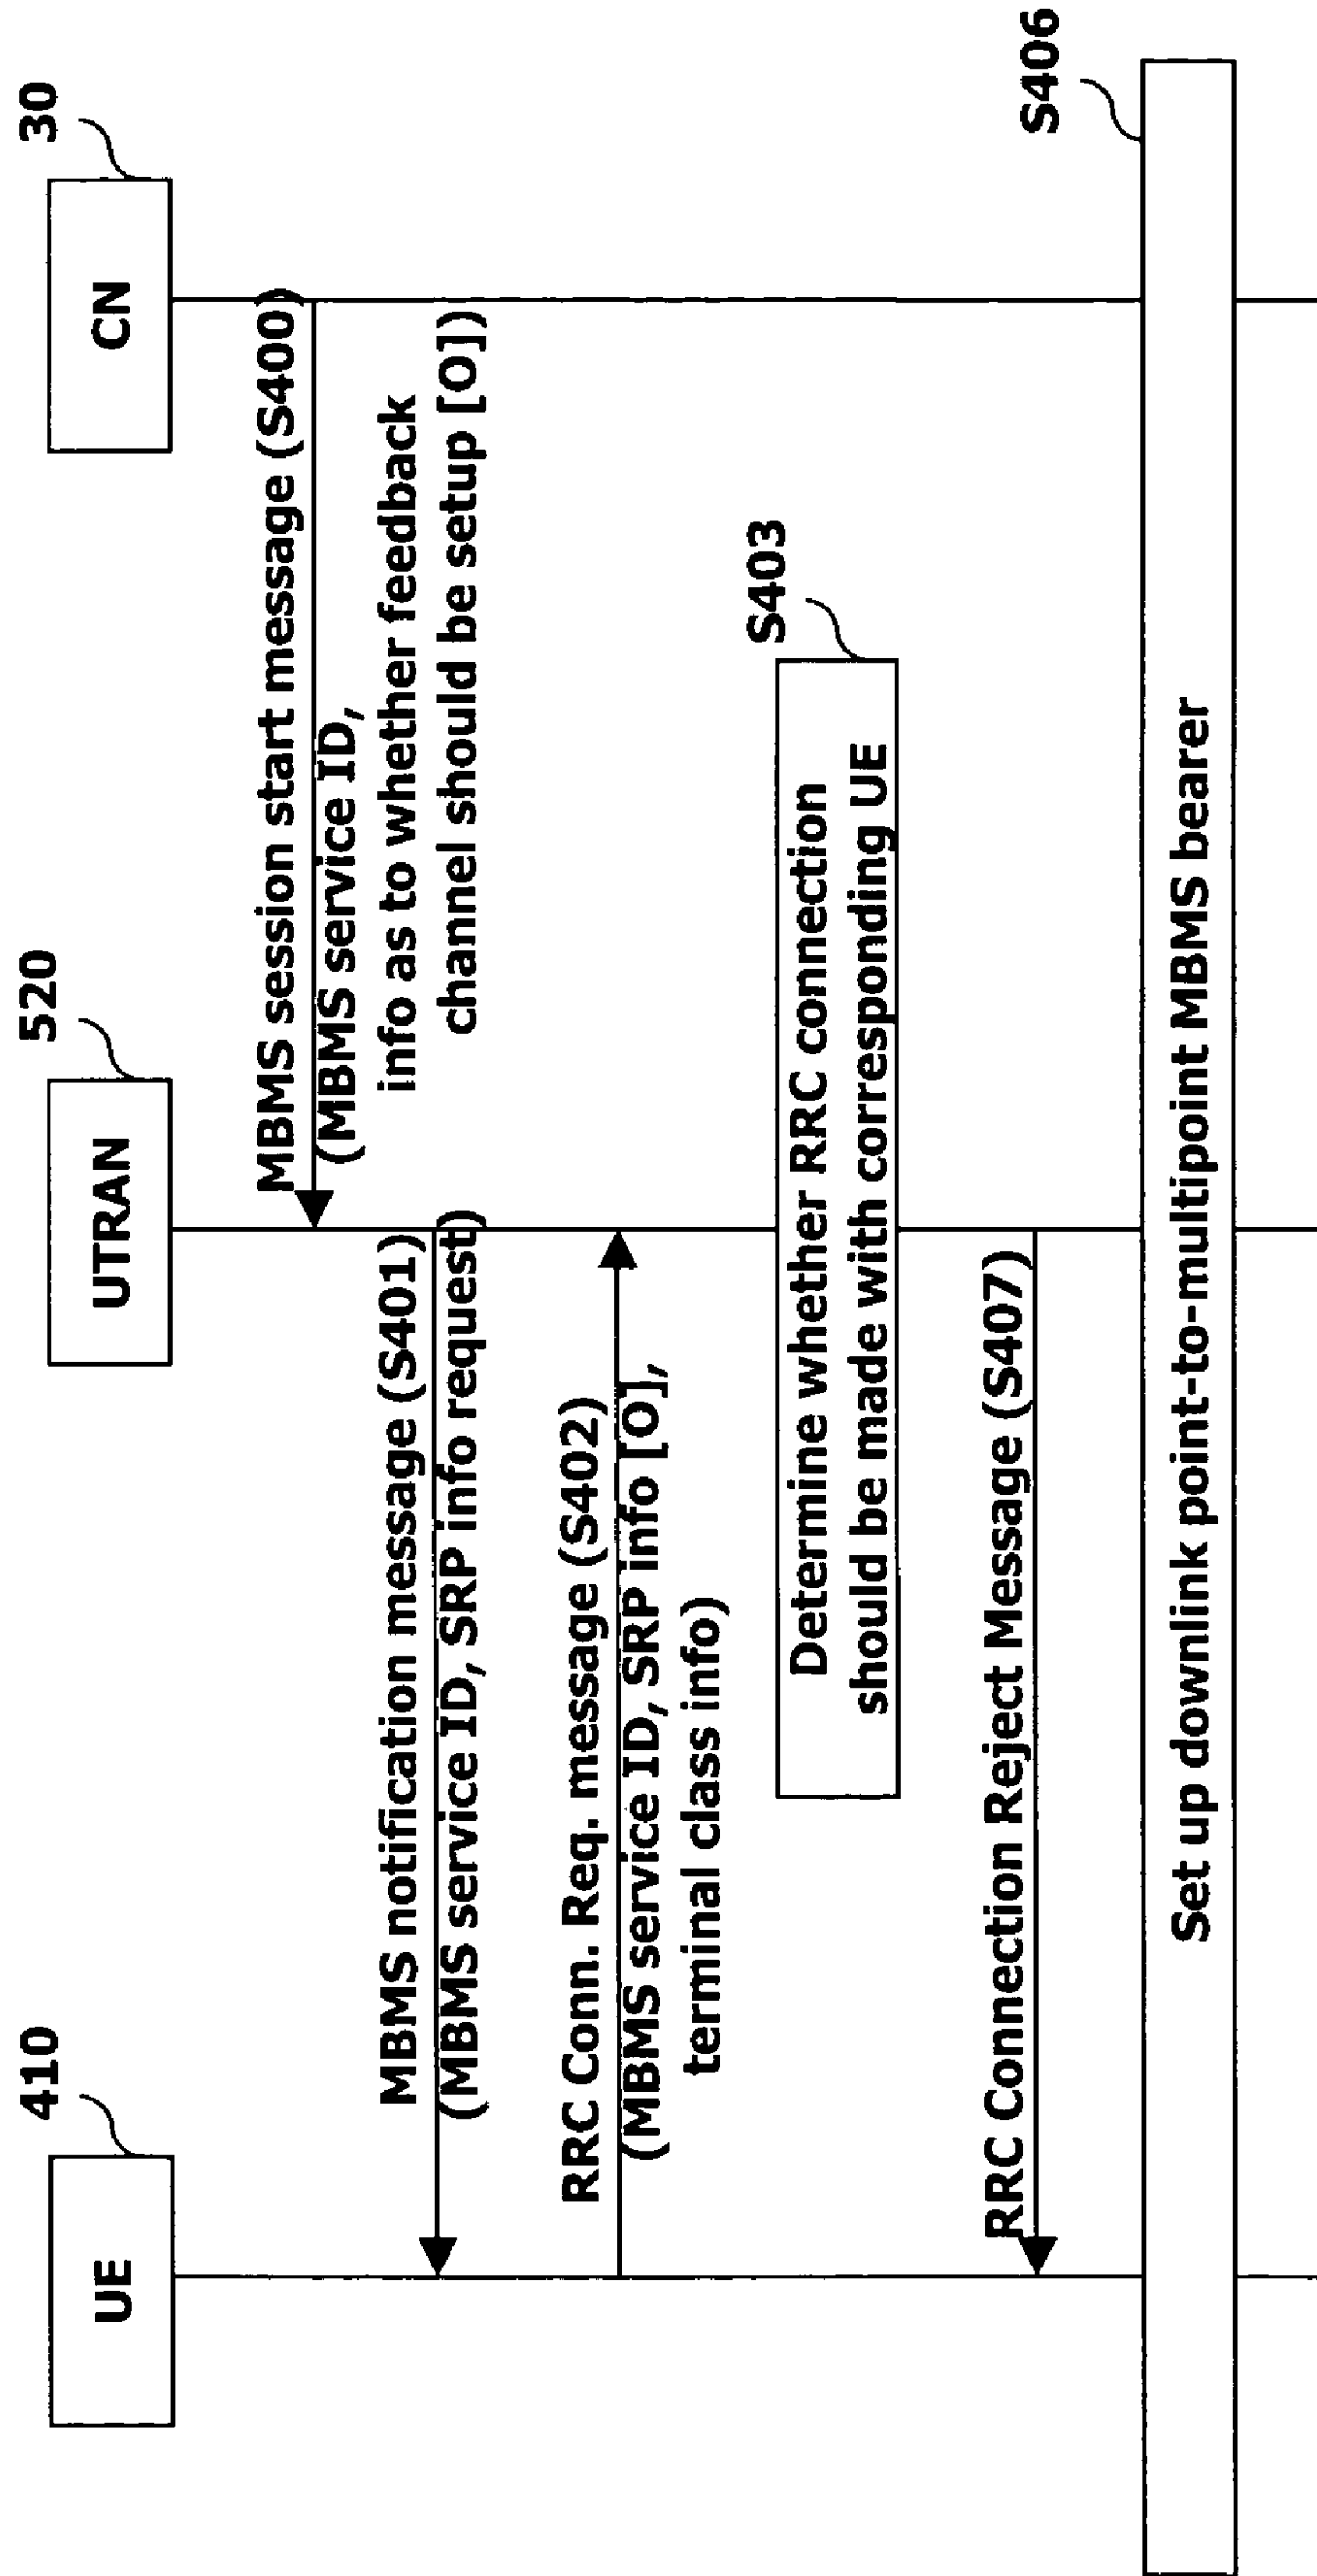 410
520
30
UE
UTRAN
CN
MBMS session start message (S400)
(MBMS service ID,
info as to whether feedback
channel should be setup [O])
MBMS notification message (S401)
(MBMS service ID, SRP info request)
RRC Conn. Req. message (S402)
(MBMS service ID, SRP info [O],
terminal class info)
S403
Determine whether RRC connection
should be made with corresponding UE
RRC Connection Reject Message (S407)
S406
Set up downlink point-to-multipoint MBMS bearer